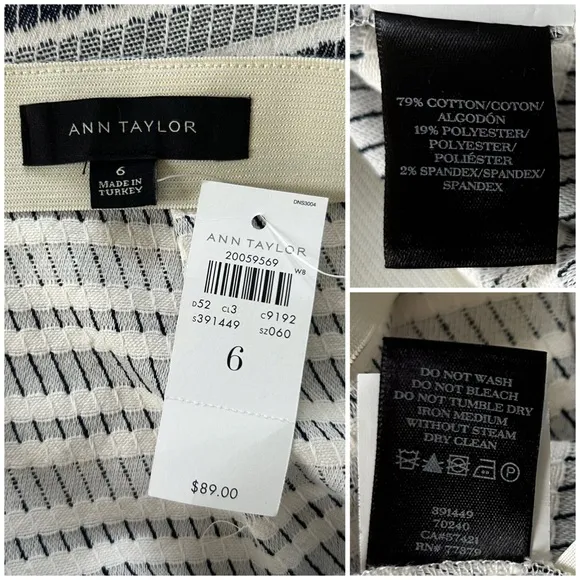 ANN TAYLOR
6
MADE IN
TURKEY
DNS3004
ANN TAYLOR
20059569
WB
D52 CL3 C9192
S391449 SZ060
6
$89.00
79% COTTON/COTON/
ALGODÓN
19% POLYESTER/
POLYESTER/
POLIÉSTER
2% SPANDEX/SPANDEX/
SPANDEX
DO NOT WASH
DO NOT BLEACH
DO NOT TUMBLE DRY
IRON MEDIUM
WITHOUT STEAM
DRY CLEAN
P
391449
70240
CA#57421
RN# 77379